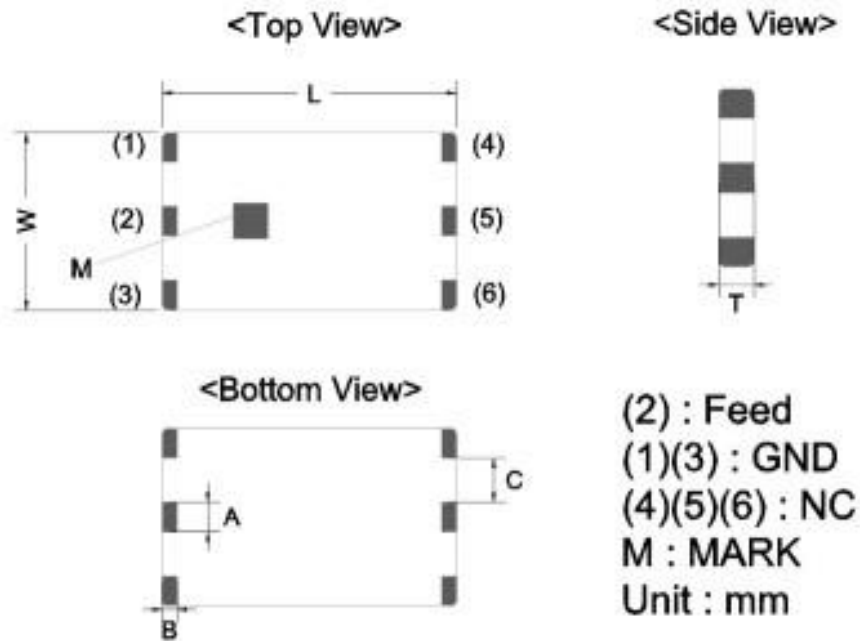 <Top View>
<Side View>
L
(1)
(4)
W
(2)
(5)
M
(3)
(6)
T
<Bottom View>
C
A
B
(2) : Feed
(1)(3) : GND
(4)(5)(6) : NC
M : MARK
Unit : mm